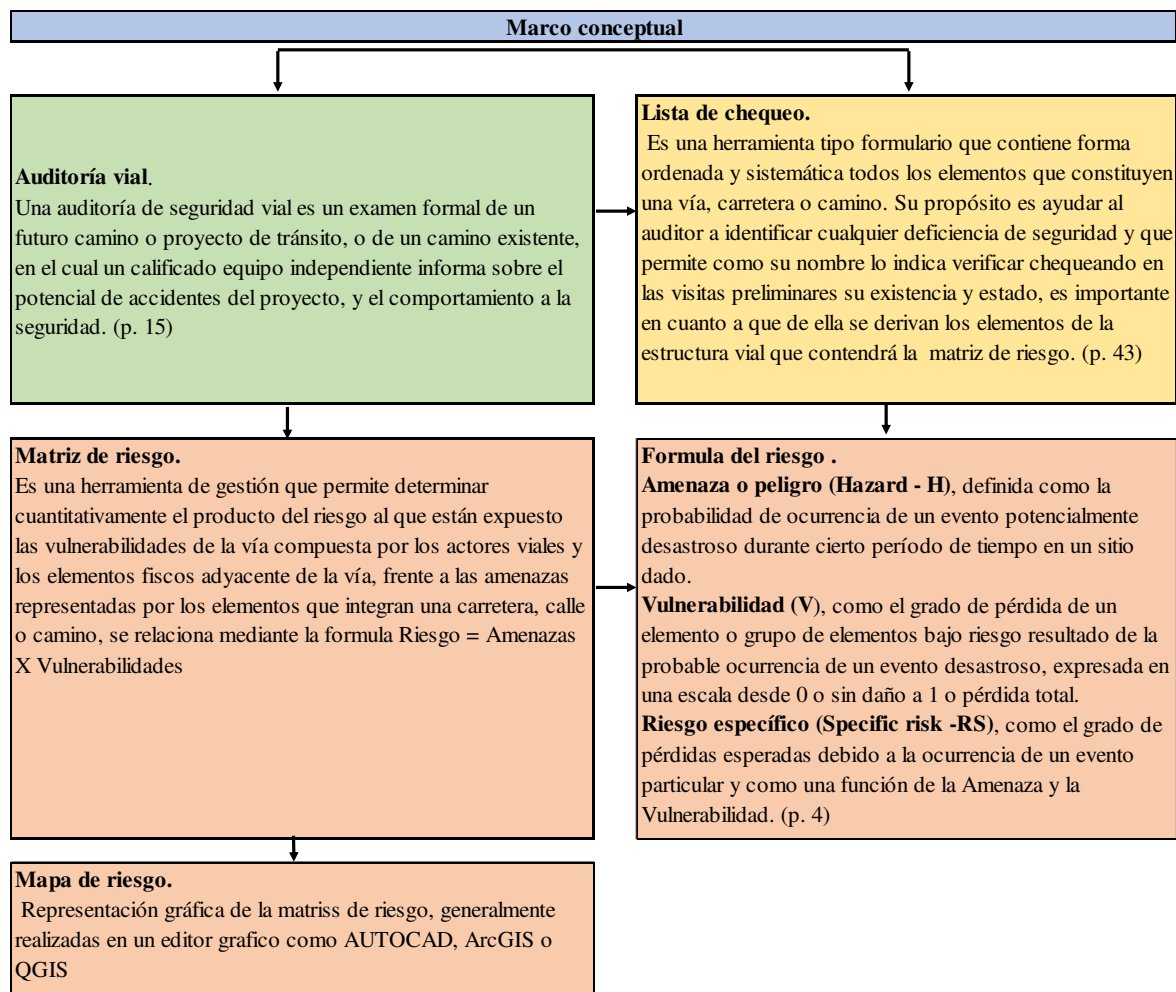 Marco conceptual
Auditoría vial.
Una auditoría de seguridad vial es un examen formal de un
futuro camino o proyecto de tránsito, o de un camino existente,
en el cual un calificado equipo independiente informa sobre el
potencial de accidentes del proyecto, y el comportamiento a la
seguridad. (p. 15)
Lista de chequeo.
Es una herramienta tipo formulario que contiene forma
ordenada y sistemática todos los elementos que constituyen
una vía, carretera o camino. Su propósito es ayudar al
auditor a identificar cualquier deficiencia de seguridad y que
permite como su nombre lo indica verificar chequeando en
las visitas preliminares su existencia y estado, es importante
en cuanto a que de ella se derivan los elementos de la
estructura vial que contendrá la matriz de riesgo. (p. 43)
Matriz de riesgo.
Es una herramienta de gestión que permite determinar
cuantitativamente el producto del riesgo al que están expuesto
las vulnerabilidades de la vía compuesta por los actores viales y
los elementos fiscos adyacente de la vía, frente a las amenazas
representadas por los elementos que integran una carretera, calle
o camino, se relaciona mediante la formula Riesgo = Amenazas
X Vulnerabilidades
Formula del riesgo .
Amenaza o peligro (Hazard - H), definida como la
probabilidad de ocurrencia de un evento potencialmente
desastroso durante cierto período de tiempo en un sitio
dado.
Vulnerabilidad (V), como el grado de pérdida de un
elemento o grupo de elementos bajo riesgo resultado de la
probable ocurrencia de un evento desastroso, expresada en
una escala desde 0 o sin daño a 1 o pérdida total.
Riesgo específico (Specific risk -RS), como el grado de
pérdidas esperadas debido a la ocurrencia de un evento
particular y como una función de la Amenaza y la
Vulnerabilidad. (p. 4)
Mapa de riesgo.
Representación gráfica de la matriss de riesgo, generalmente
realizadas en un editor grafico como AUTOCAD, ArcGIS o
QGIS